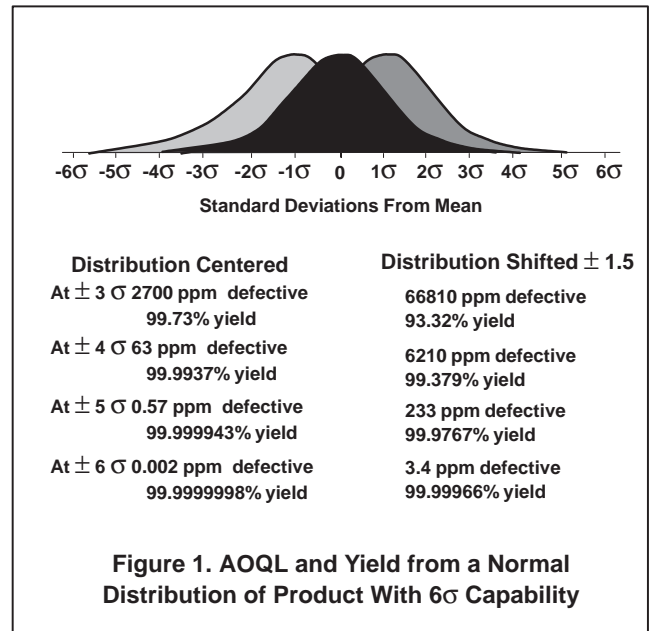 -6σ -5σ -4σ -3σ -2σ -1σ 0 1σ 2σ 3σ 4σ 5σ 6σ
Standard Deviations From Mean
Distribution Centered
At ± 3 σ 2700 ppm defective
99.73% yield
At ± 4 σ 63 ppm defective
99.9937% yield
At ± 5 σ 0.57 ppm defective
99.999943% yield
At ± 6 σ 0.002 ppm defective
99.9999998% yield
Distribution Shifted ± 1.5
66810 ppm defective
93.32% yield
6210 ppm defective
99.379% yield
233 ppm defective
99.9767% yield
3.4 ppm defective
99.99966% yield
Figure 1. AOQL and Yield from a Normal
Distribution of Product With 6σ Capability